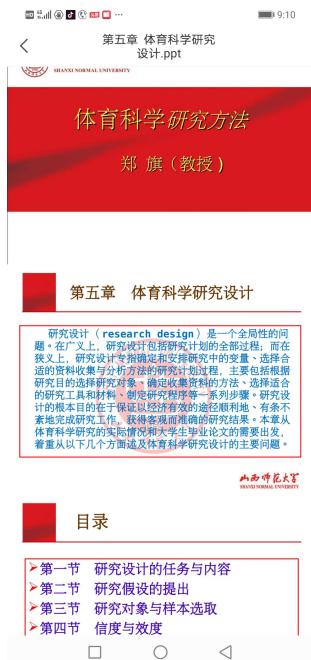 9:10
第五章 体育科学研究
设计.ppt
SHANXI NORMAL UNIVERSITY
体育科学研究方法
郑 旗（教授）
第五章 体育科学研究设计
研究设计（research design）是一个全局性的问
题。在广义上，研究设计包括研究计划的全部过程；而在
狭义上，研究设计专指确定和安排研究中的变量、选择合
适的资料收集与分析方法的研究计划过程，主要包括根据
研究目的选择研究对象、确定收集资料的方法、选择适合
的研究工具和材料、制定研究程序等一系列步骤。研究设
计的根本目的在于保证以经济有效的途径顺利地、有条不
紊地完成研究工作，获得客观而准确的研究结果。本章从
体育科学研究的实际情况和大学生毕业论文的需要出发，
着重从以下几个方面述及体育科学研究设计的主要问题。
山西师范大学
SHANXI NORMAL UNIVERSITY
目录
第一节 研究设计的任务与内容
第二节 研究假设的提出
第三节 研究对象与样本选取
第四节 信度与效度